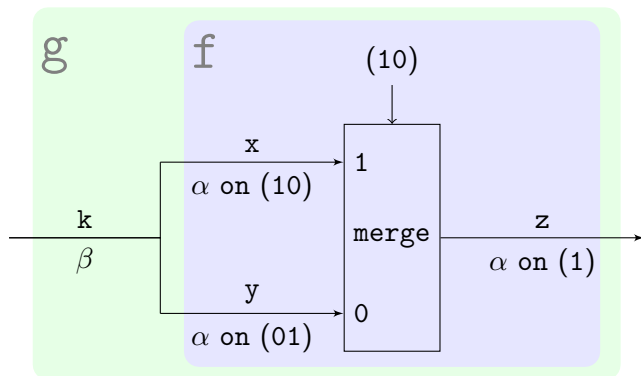 g
f
(10)
x
1
α on (10)
k
merge
z
β
α on (1)
y
0
α on (01)